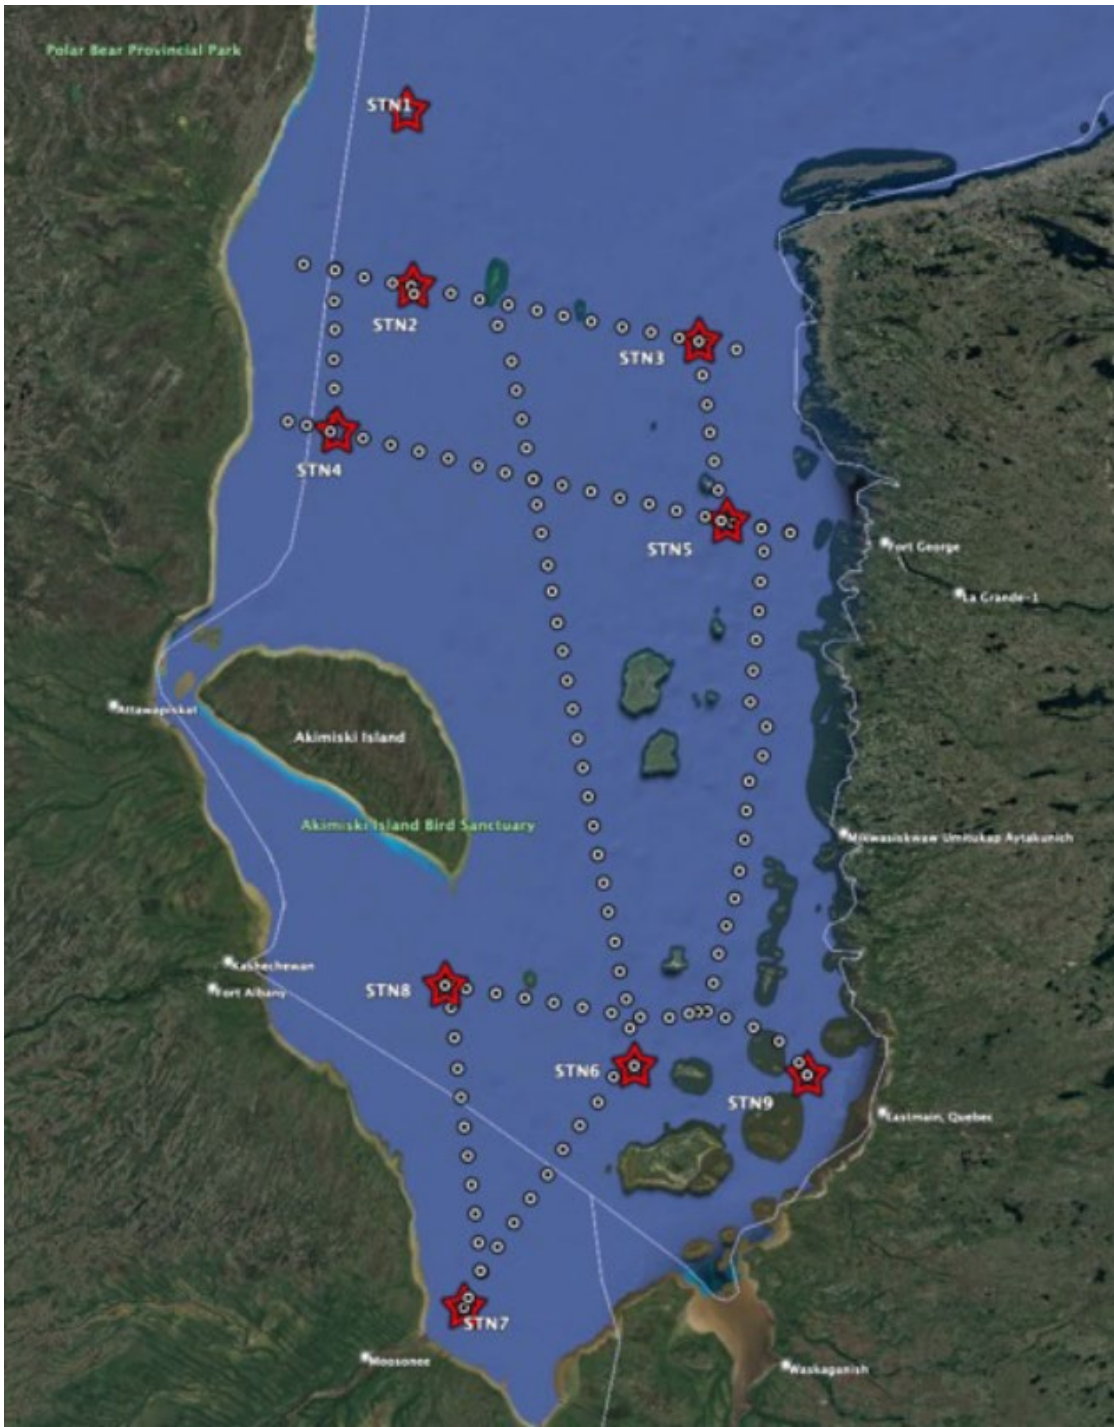 Polar Bear Provincial Park
STN1
STN2
STN3
STN4
STN5
Fort George
La Grande-1
Attawapiskat
Akimiski Island
Akimiski Island Bird Sanctuary
Mikwasiskwaw Umitukap Aytakunich
Kashechewan
STN8
Fort Albany
STN6
STN9
Eastmain, Quebec
STN7
Moosonee
Waskaganish